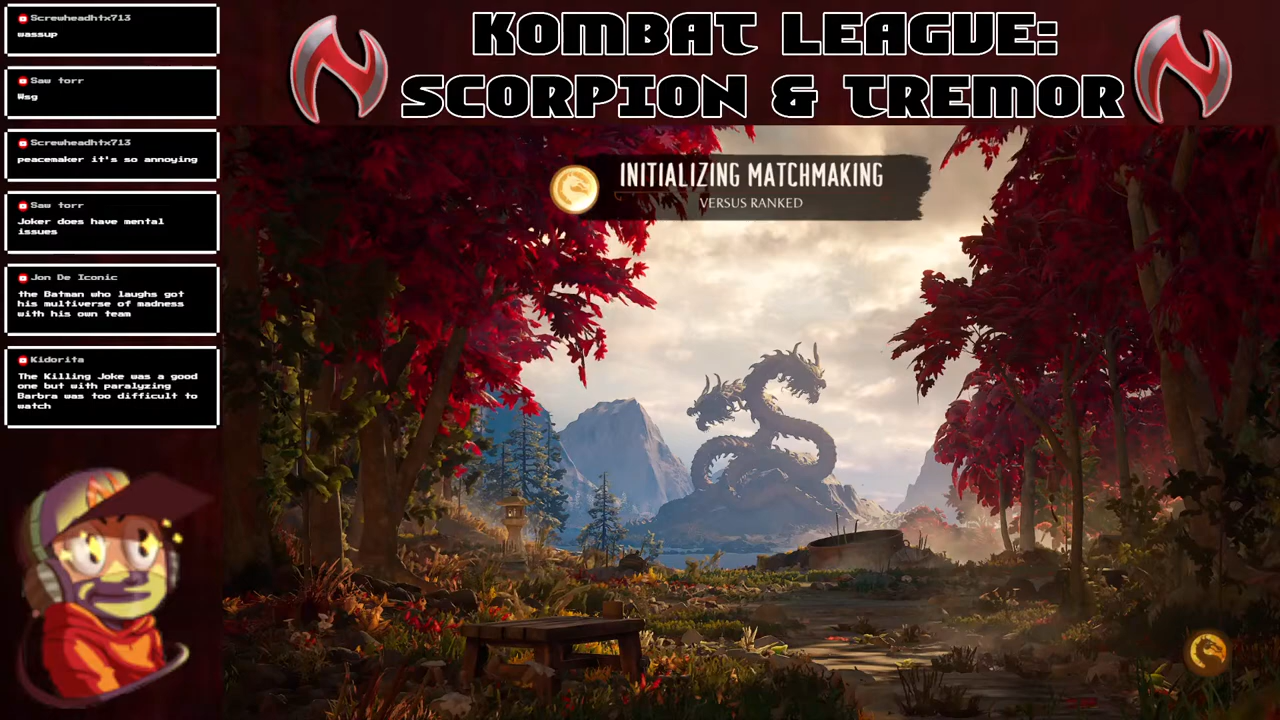 Screwheadhtx713
wassup
Saw torr
Wsg
Screwheadhtx713
peacemaker it's so annoying
Saw torr
Joker does have mental
issues
Jon De Iconic
the Batman who laughs got
his multiverse of madness
with his own team
Kidorita
The Killing Joke was a good
one but with paralyzing
Barbra was too difficult to
watch
KOMBAT LEAGUE:
SCORPION & TREMOR
INITIALIZING MATCHMAKING
VERSUS RANKED